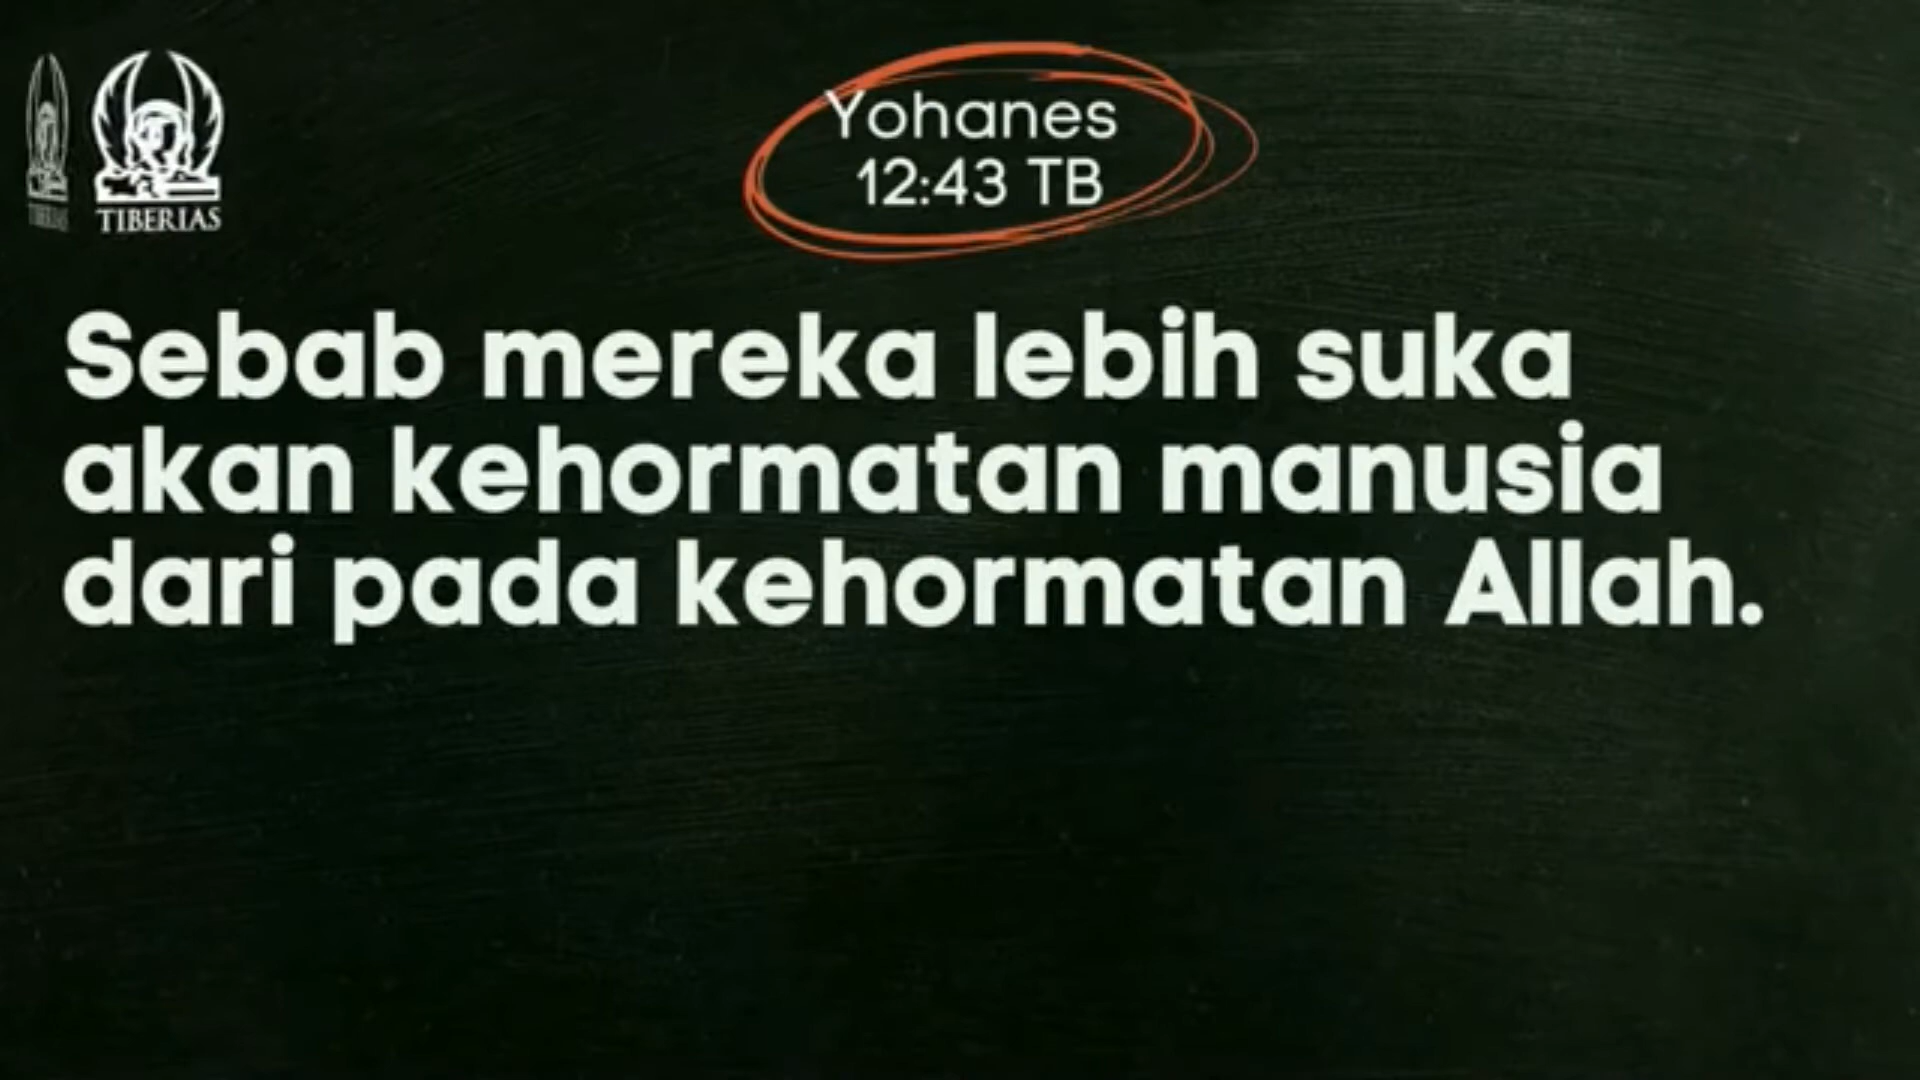 TIBERIAS
TIBERIAS
Yohanes
12:43 TB
Sebab mereka lebih suka
akan kehormatan manusia
dari pada kehormatan Allah.